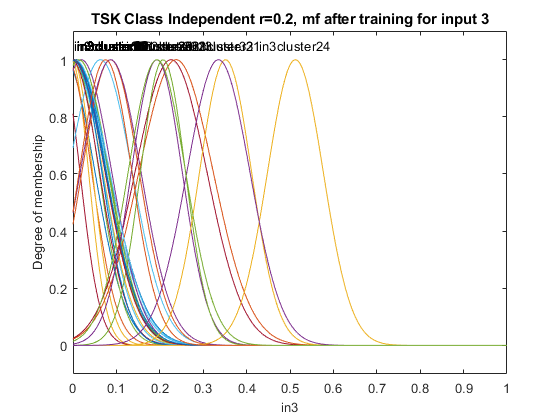 TSK Class Independent r=0.2, mf after training for input 3
in3cluster24
1
0.8
0.6
0.4
0.2
0
Degree of membership
0 0.1 0.2 0.3 0.4 0.5 0.6 0.7 0.8 0.9 1
in3